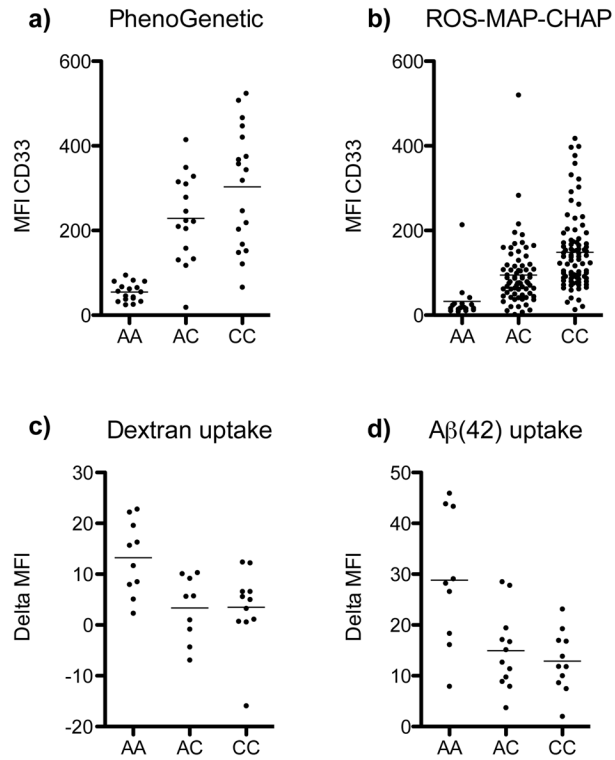 a) PhenoGenetic
MFI CD33
600
400
200
0
AA AC CC
b) ROS-MAP-CHAP
MFI CD33
600
400
200
0
AA AC CC
c) Dextran uptake
Delta MFI
30
20
10
0
-10
-20
AA AC CC
d) Aβ(42) uptake
Delta MFI
50
40
30
20
10
0
AA AC CC